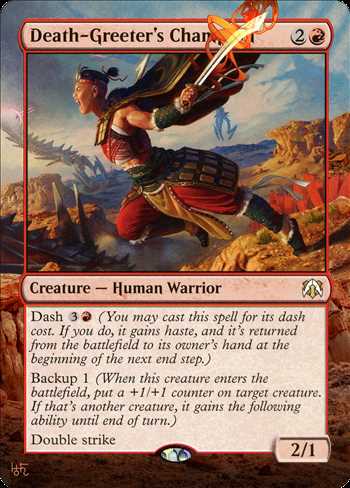 Death-Greeter's Champion 2
Creature — Human Warrior
Dash 3 (You may cast this spell for its dash
cost. If you do, it gains haste, and it's returned
from the battlefield to its owner's hand at the
beginning of the next end step.)
Backup 1 (When this creature enters the
battlefield, put a +1/+1 counter on target creature.
If that's another creature, it gains the following
ability until end of turn.)
Double strike
2/1